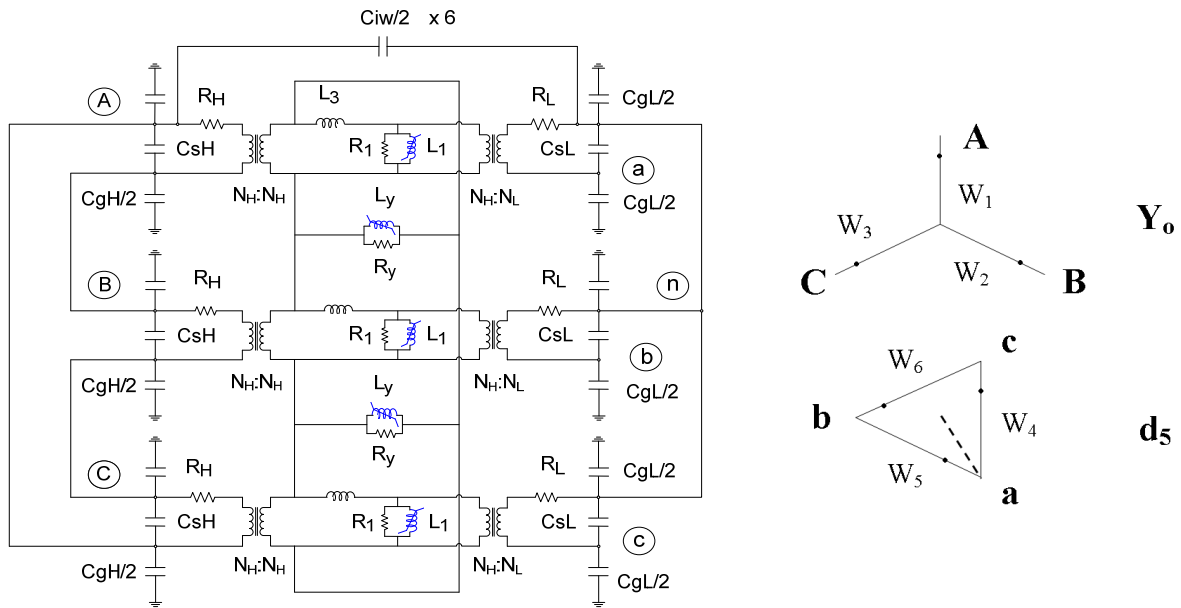 Ciw/2 x 6
A
RH
L3
RL
CgL/2
CsH
R1
L1
CsL
a
CgH/2
NH:NH
NH:NL
CgL/2
Ly
Ry
B
RH
RL
n
CsH
R1
L1
CsL
b
CgH/2
NH:NH
NH:NL
CgL/2
Ly
Ry
C
RH
RL
CgL/2
CsH
R1
L1
CsL
c
CgH/2
NH:NH
NH:NL
CgL/2
A
W1
Yo
W3
W2
C
B
c
W6
b
W4
d5
W5
a